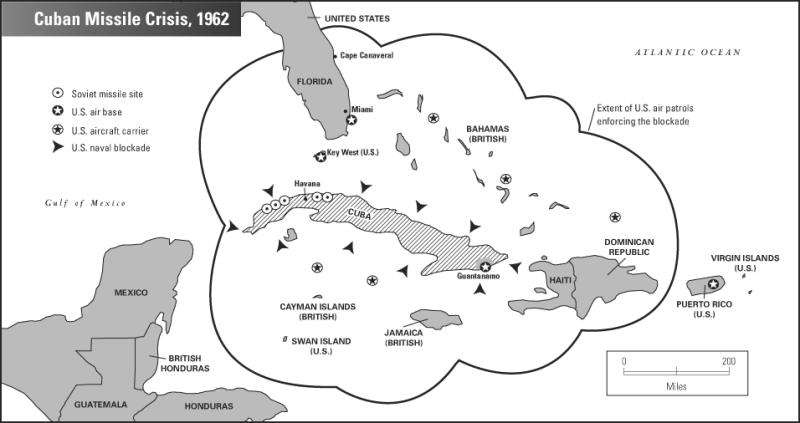 Cuban Missile Crisis, 1962
UNITED STATES
ATLANTIC OCEAN
Cape Canaveral
FLORIDA
Soviet missile site
U.S. air base
U.S. aircraft carrier
U.S. naval blockade
Miami
Extent of U.S. air patrols
enforcing the blockade
BAHAMAS
(BRITISH)
Key West (U.S.)
Havana
Gulf of Mexico
CUBA
DOMINICAN
REPUBLIC
VIRGIN ISLANDS
(U.S.)
Guantanamo
HAITI
MEXICO
PUERTO RICO
(U.S.)
CAYMAN ISLANDS
(BRITISH)
JAMAICA
(BRITISH)
SWAN ISLAND
(U.S.)
BRITISH
HONDURAS
0 200
Miles
GUATEMALA
HONDURAS